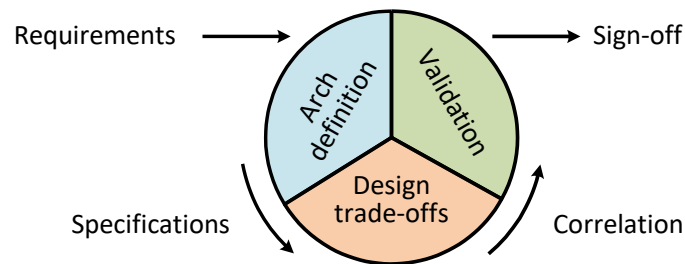 Requirements
Sign-off
Arch
definition
Validation
Design
trade-offs
Specifications
Correlation